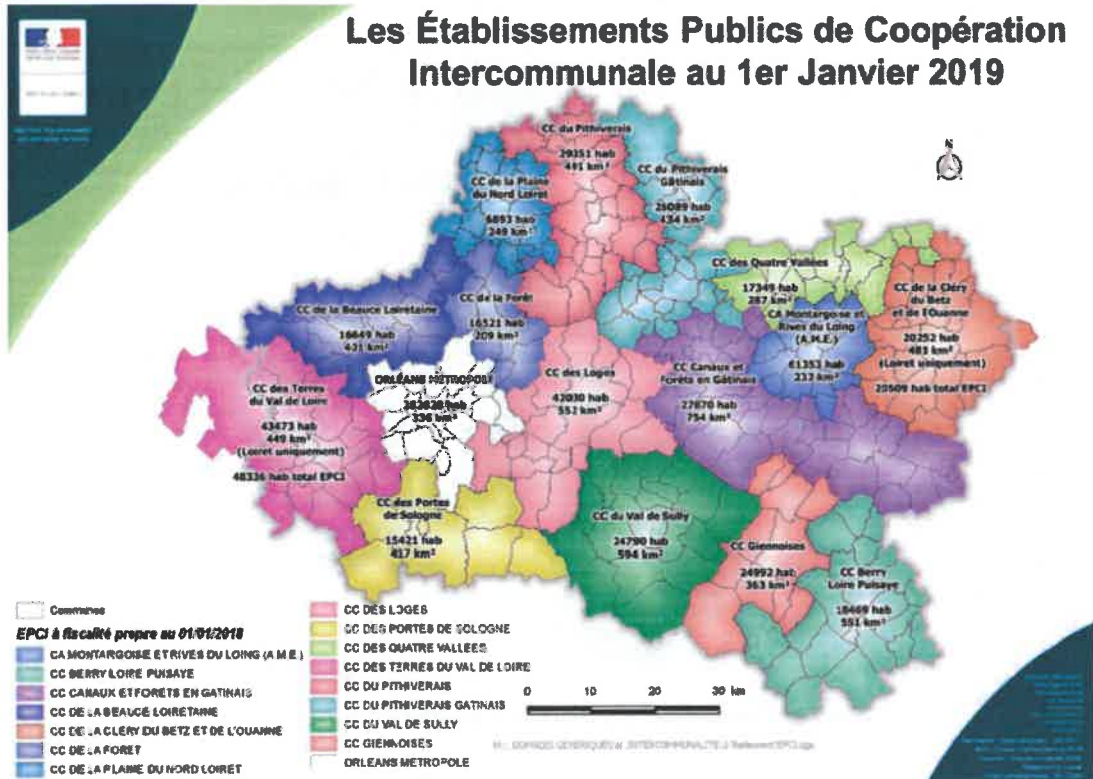 Les Établissements Publics de Coopération
Intercommunale au 1er Janvier 2019
N
CC du Pithiverais
29351 hab
CC du Pithiverais
Gâtinais
25089 hab
434 km²
CC de la Plaine
du Nord Loiret
6893 hab
249 km²
CC des Quatre Vallées
17349 hab
287 km²
CC de la Cléry
du Betz
et de l'Ouanne
20252 hab
(Loiret uniquement)
hab total EPCI
CC de la Beauce Loirétaine
16649 hab
CC de la Forêt
16521 hab
209 km²
CA Montargoise et
Rives du Loing
(A.M.E.)
61353 hab
CC Canaux et
Forêts en Gâtinais
27870 hab
754 km²
CC des Loges
42030 hab
552 km²
ORLÉANS MÉTROPOLE
336 km²
CC des Terres
du Val de Loire
43473 hab
449 km²
(Loiret uniquement)
48336 hab total EPCI
CC des Portes
de Sologne
15421 hab
417 km²
CC du Val de Sully
24790 hab
594 km²
CC Giennoises
24992 hab
363 km²
CC Berry
Loire Puisaye
18469 hab
551 km²
Communes
EPCI à fiscalité propre au 01/01/2018
CA MONTARGOISE ET RIVES DU LOING (A.M.E.)
CC BERRY LOIRE PUISAYE
CC CANAUX ET FORETS EN GATINAIS
CC DE LA BEAUCE LOIRETAINE
CC DE LA CLERY DU BETZ ET DE L'OUANNE
CC DE LA FORET
CC DE LA PLAINE DU NORD LOIRET
CC DES LOGES
CC DES PORTES DE SOLOGNE
CC DES QUATRE VALLEES
CC DES TERRES DU VAL DE LOIRE
CC DU PITHIVERAIS
CC DU PITHIVERAIS GATINAIS
CC DU VAL DE SULLY
CC GIENNOISES
ORLEANS METROPOLE
0 10 20 30 km